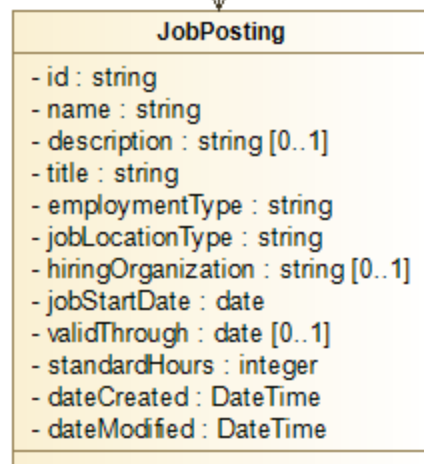 JobPosting
- id : string
- name : string
- description : string [0..1]
- title : string
- employmentType : string
- jobLocationType : string
- hiringOrganization : string [0..1]
- jobStartDate : date
- validThrough : date [0..1]
- standardHours : integer
- dateCreated : DateTime
- dateModified : DateTime